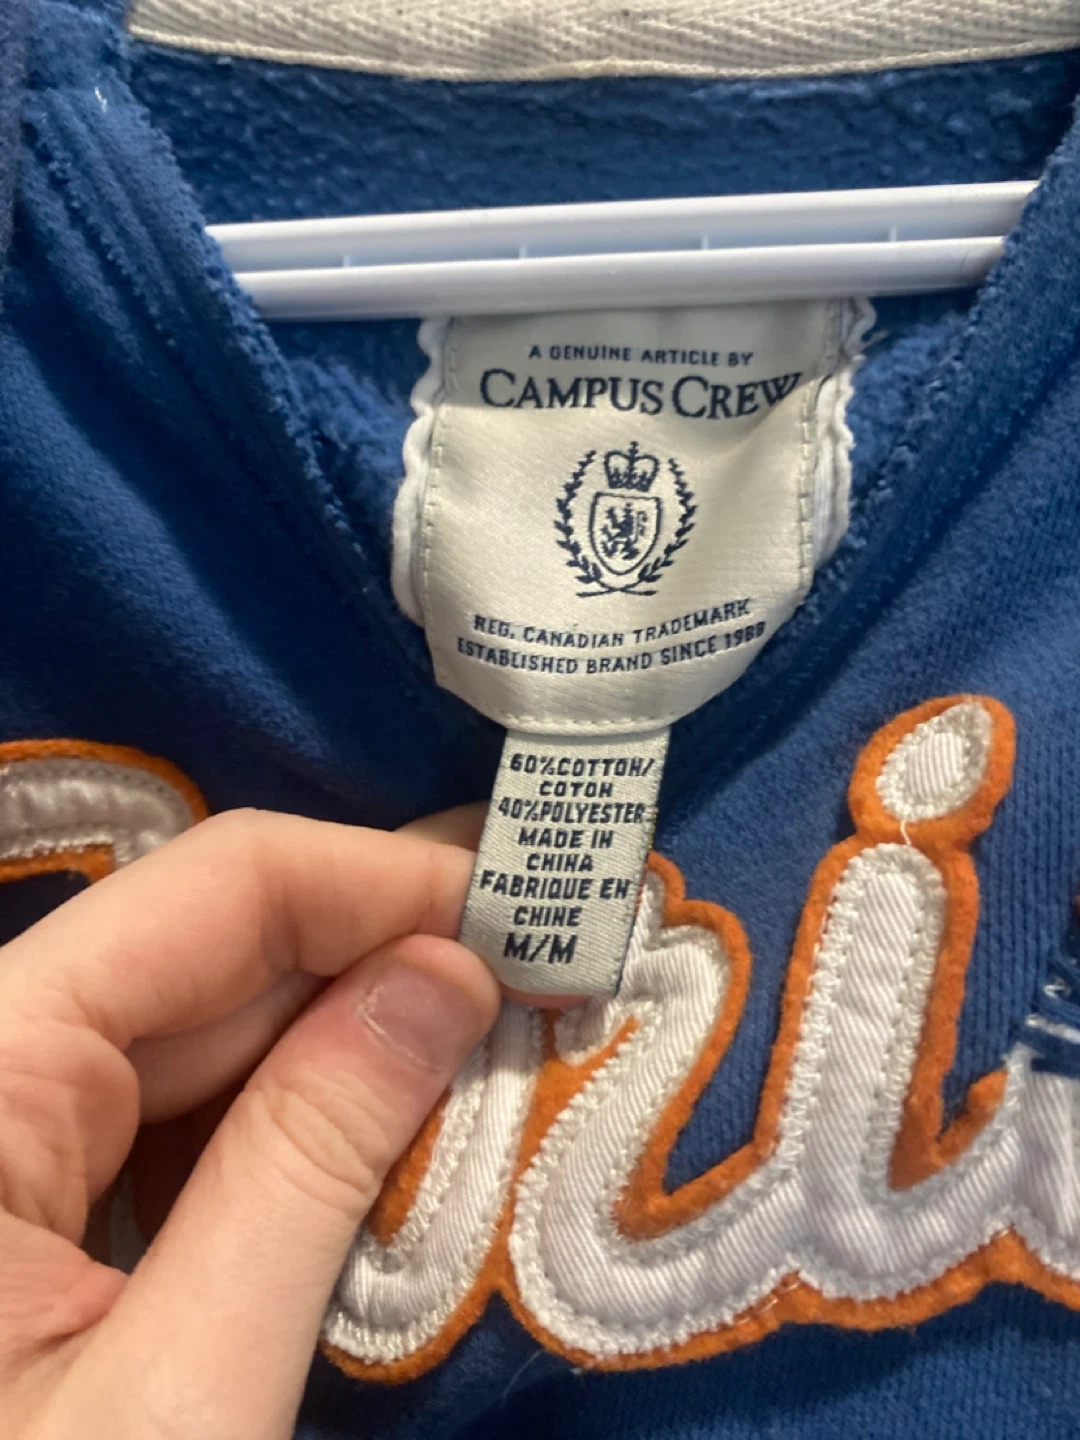 A GENUINE ARTICLE BY
CAMPUS CREW
REG. CANADIAN TRADEMARK
ESTABLISHED BRAND SINCE 1988
60%COTTON/
COTON
40%POLYESTER
MADE IN
CHINA
FABRIQUE EN
CHINE
M/M